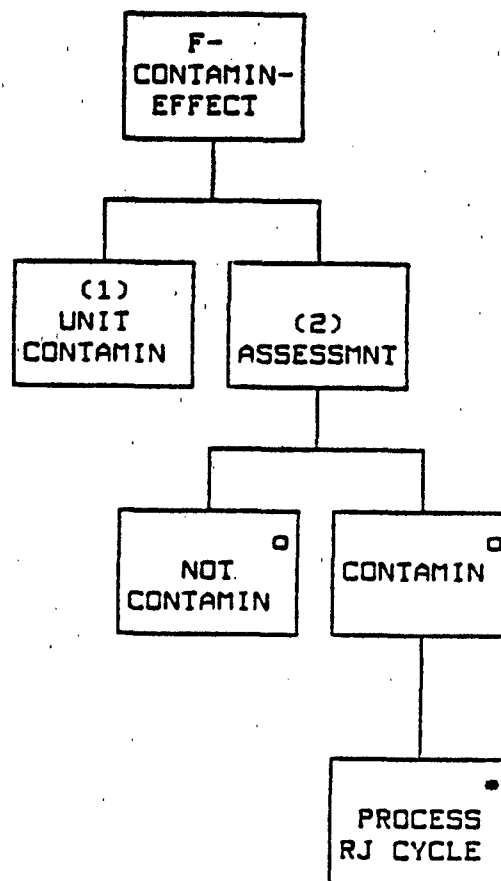 F-
CONTAMIN-
EFFECT
(1)
UNIT
CONTAMIN
(2)
ASSESSMNT
o
NOT
CONTAMIN
o
CONTAMIN
*
PROCESS
RJ CYCLE